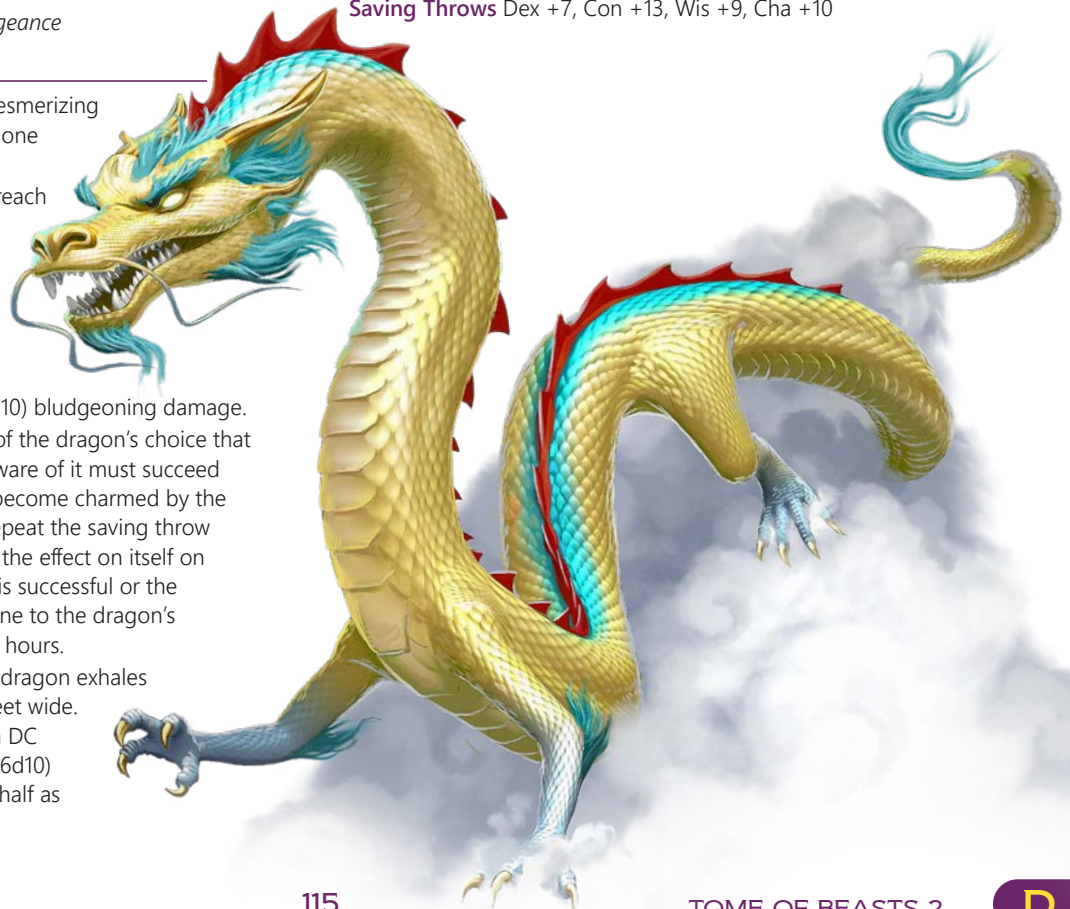 geance
Saving Throws Dex +7, Con +13, Wis +9, Cha +10
esmerizing
one
reach
10) bludgeoning damage.
of the dragon's choice that
ware of it must succeed
become charmed by the
epeat the saving throw
the effect on itself on
is successful or the
ne to the dragon's
hours.
dragon exhales
eet wide.
DC
6d10)
half as
115
TOME OF BEASTS 2
D